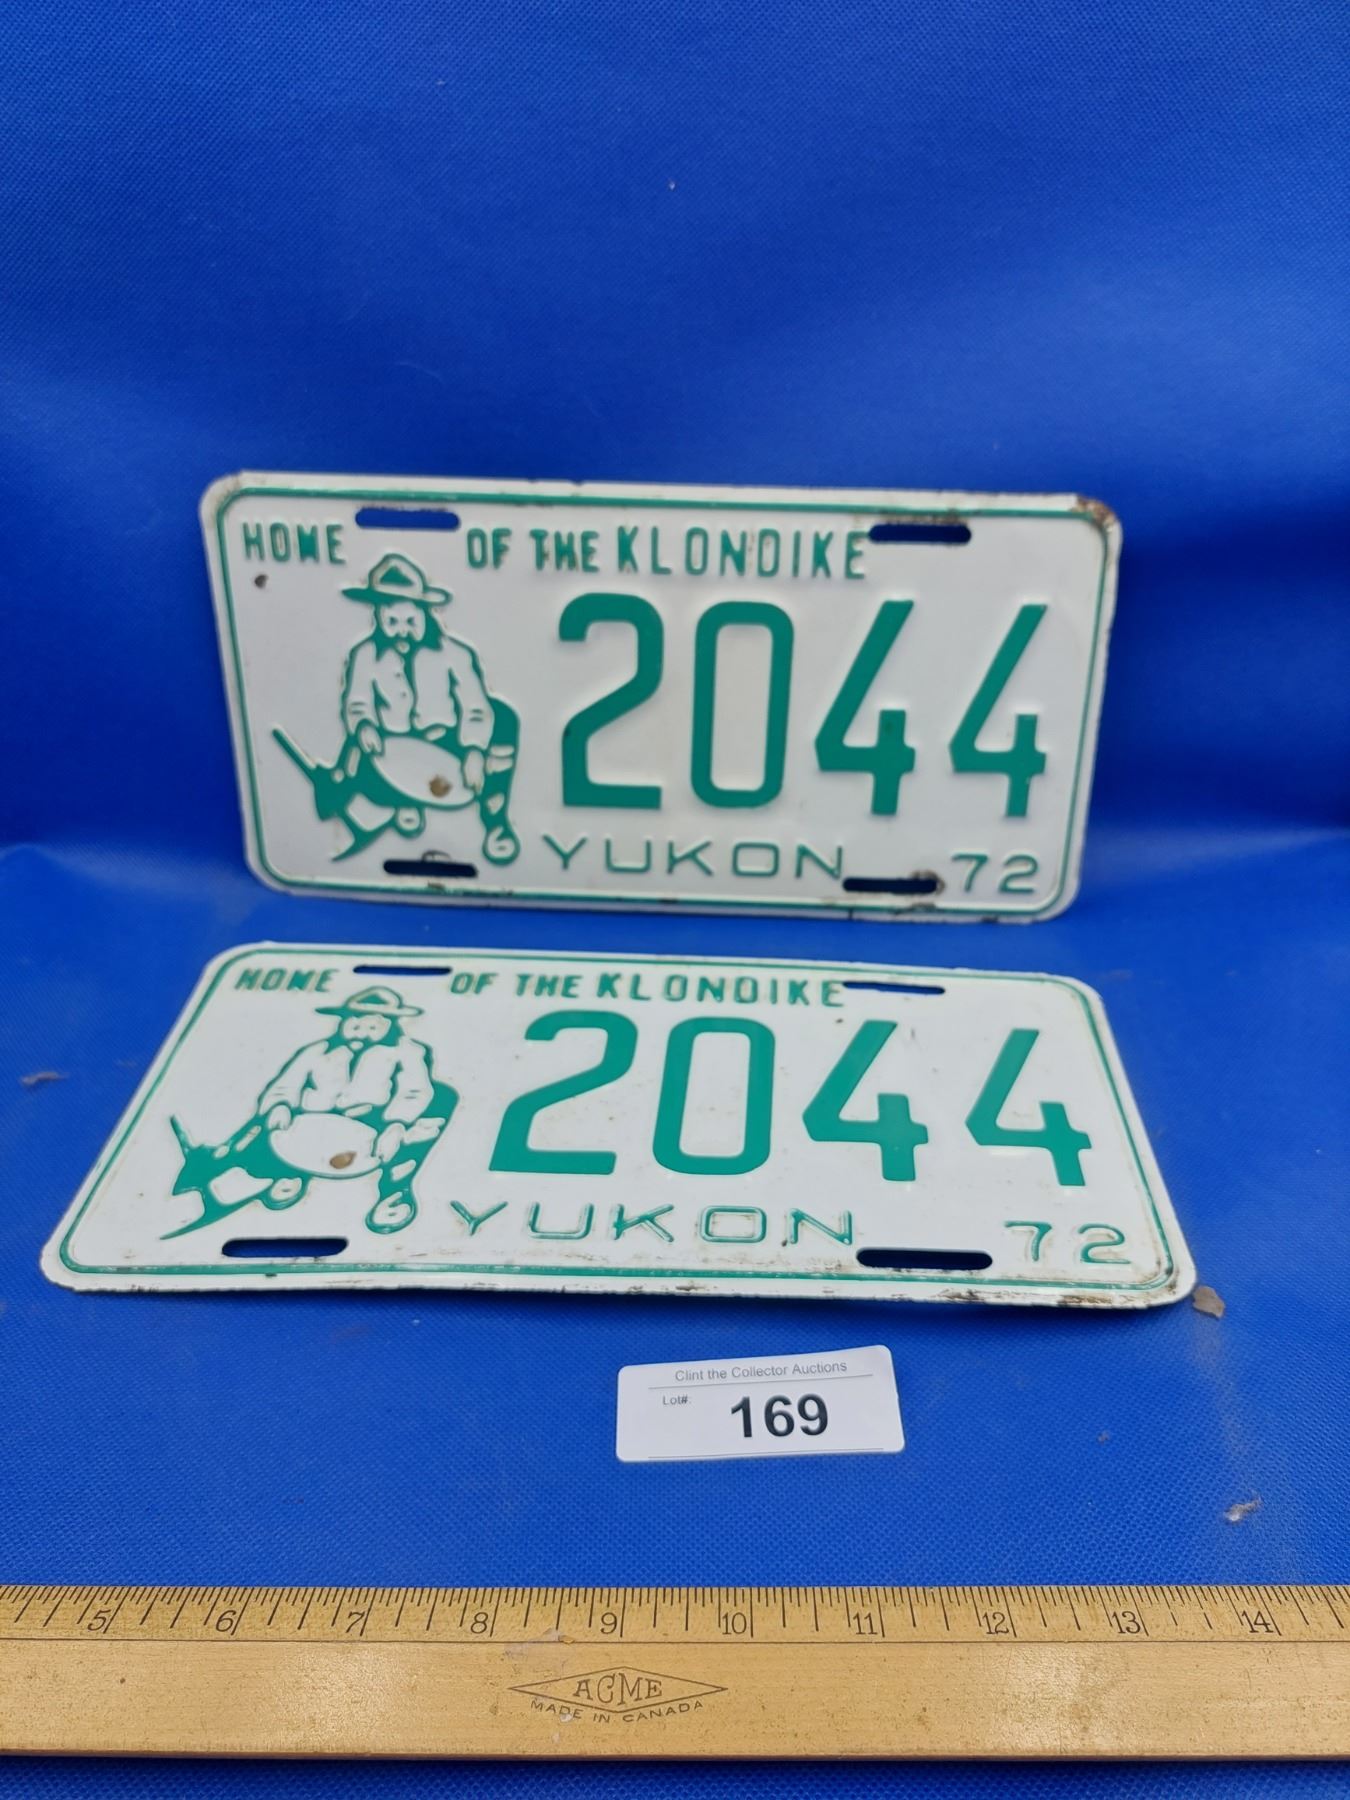 HOME OF THE KLONDIKE
2044
YUKON 72
HOME OF THE KLONDIKE
2044
YUKON 72
Clint the Collector Auctions
Lot#: 169
5 6 7 8 9 10 11 12 13 14
ACME
MADE IN CANADA